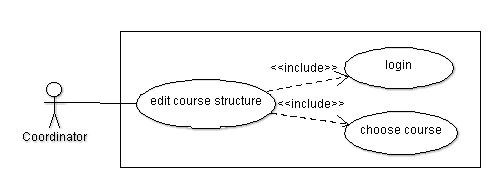 <<include>>
login
edit course structure
<<include>>
choose course
Coordinator